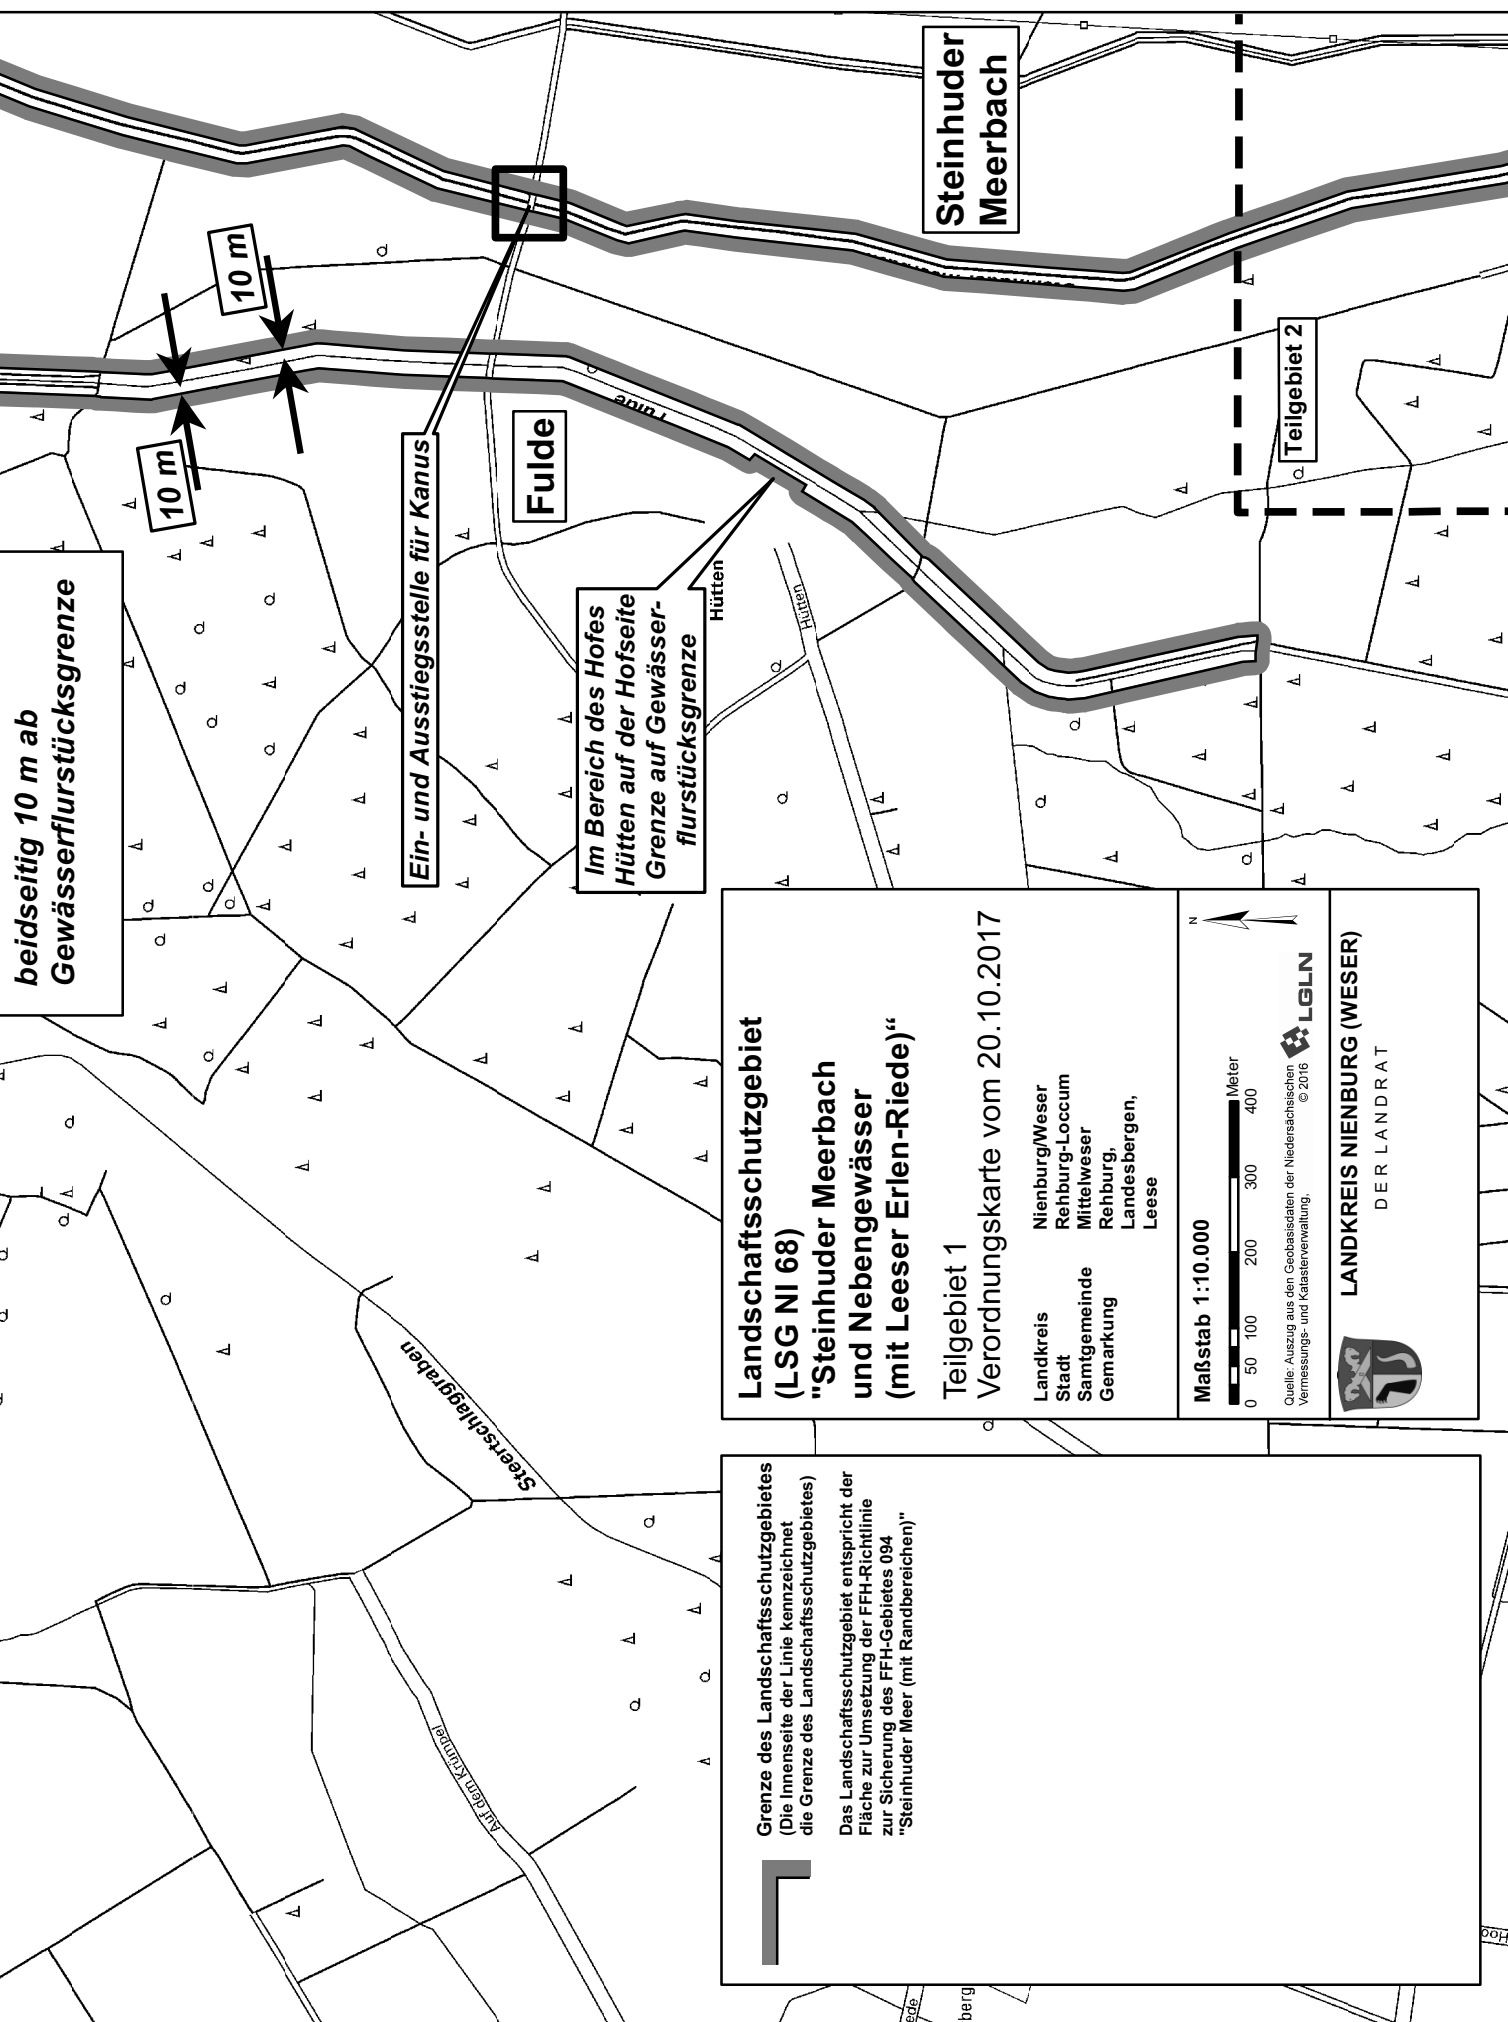 beidseitig 10 m ab
Gewässerflurstücksgrenze
10 m
10 m
Ein- und Ausstiegsstelle für Kanus
Fulde
Fulde
Im Bereich des Hofes
Hütten auf der Hofseite
Grenze auf Gewässer-
flurstücksgrenze
Hütten
Hütten
Steinhuder
Meerbach
Teilgebiet 2
Steertschlaggraben
Auf dem Krümpel
Landschaftsschutzgebiet
(LSG NI 68)
"Steinhuder Meerbach
und Nebengewässer
(mit Leeser Erlen-Riede)“
Teilgebiet 1
Verordnungskarte vom 20.10.2017
Landkreis Nienburg/Weser
Stadt Rehburg-Loccum
Samtgemeinde Mittelweser
Gemarkung Rehburg,
Landesbergen,
Leese
Maßstab 1:10.000
N
0 50 100 200 300 400
Meter
Quelle: Auszug aus den Geobasisdaten der Niedersächsischen
Vermessungs- und Katasterverwaltung,
© 2016
LGLN
LANDKREIS NIENBURG (WESER)
DER LANDRAT
Grenze des Landschaftsschutzgebietes
(Die Innenseite der Linie kennzeichnet
die Grenze des Landschaftsschutzgebietes)
Das Landschaftsschutzgebiet entspricht der
Fläche zur Umsetzung der FFH-Richtlinie
zur Sicherung des FFH-Gebietes 094
"Steinhuder Meer (mit Randbereichen)"
ede
berg